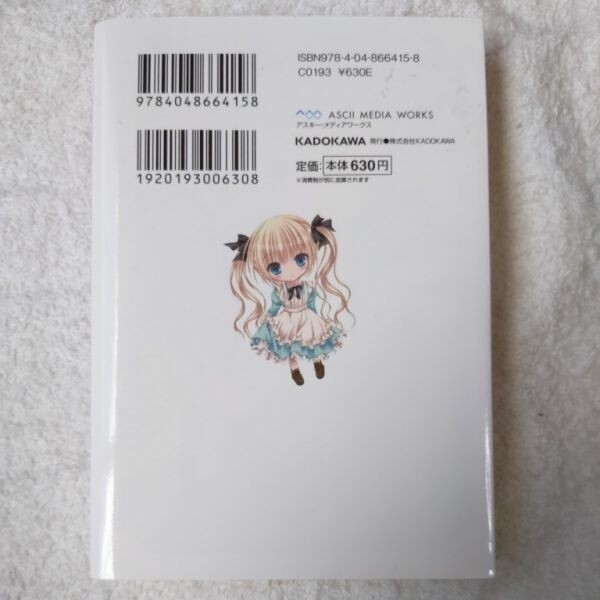 ISBN978-4-04-866415-8
C0193 ¥630E
9784048664158
ASCII MEDIA WORKS
アスキー・メディアワークス
KADOKAWA 発行●株式会社KADOKAWA
定価：本体630円
※消費税が別に加算されます
1920193006308